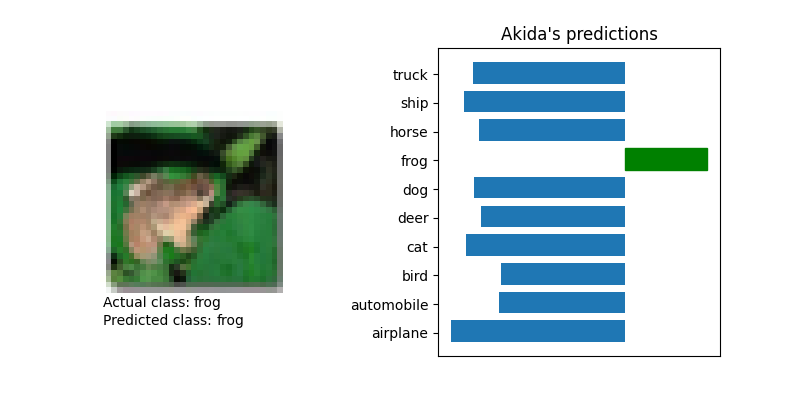 Akida's predictions
truck
ship
horse
frog
dog
deer
cat
bird
automobile
airplane
Actual class: frog
Predicted class: frog